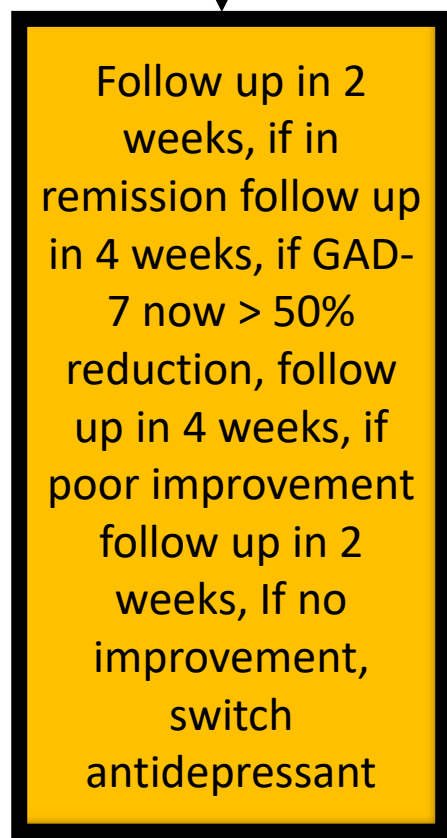 Follow up in 2
weeks, if in
remission follow up
in 4 weeks, if GAD-
7 now > 50%
reduction, follow
up in 4 weeks, if
poor improvement
follow up in 2
weeks, If no
improvement,
switch
antidepressant